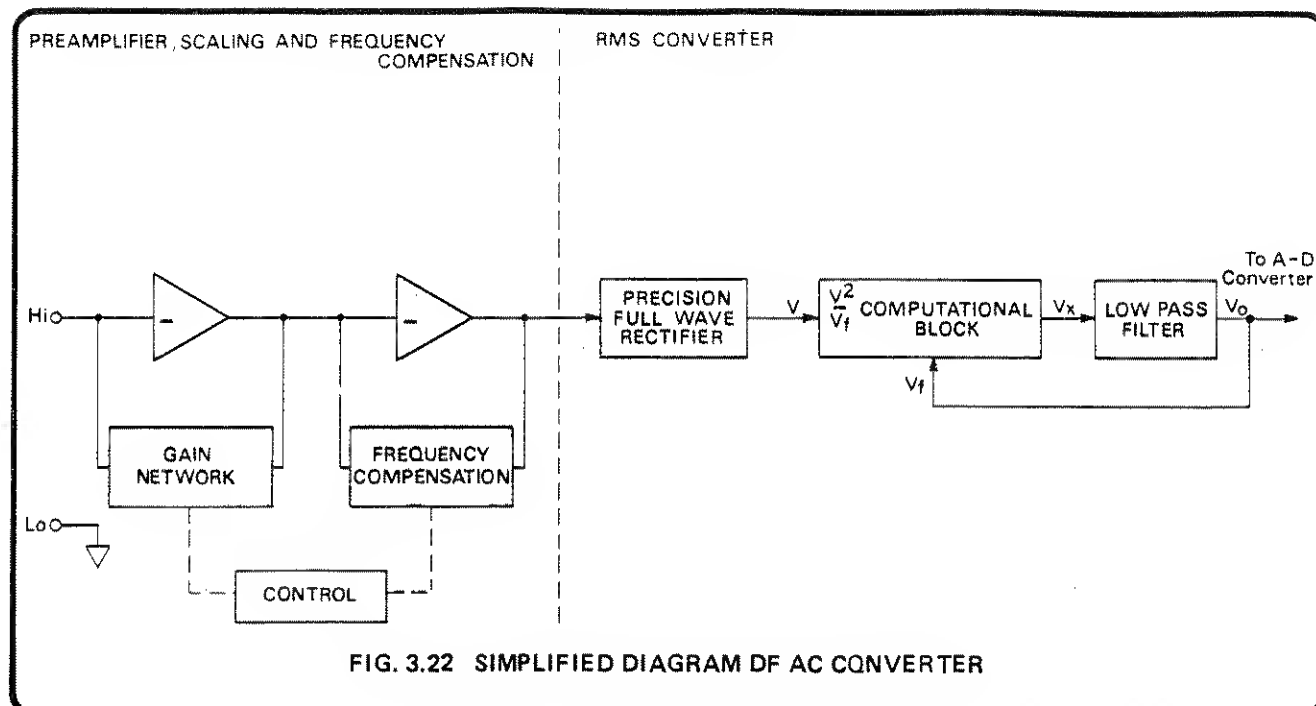 PREAMPLIFIER, SCALING AND FREQUENCY
COMPENSATION
RMS CONVERTER
Hi
-
-
GAIN
NETWORK
FREQUENCY
COMPENSATION
Lo
CONTROL
PRECISION
FULL WAVE
RECTIFIER
V
V²
Vf
COMPUTATIONAL
BLOCK
Vx
LOW PASS
FILTER
To A-D
Converter
Vo
Vf
FIG. 3.22 SIMPLIFIED DIAGRAM DF AC CONVERTER